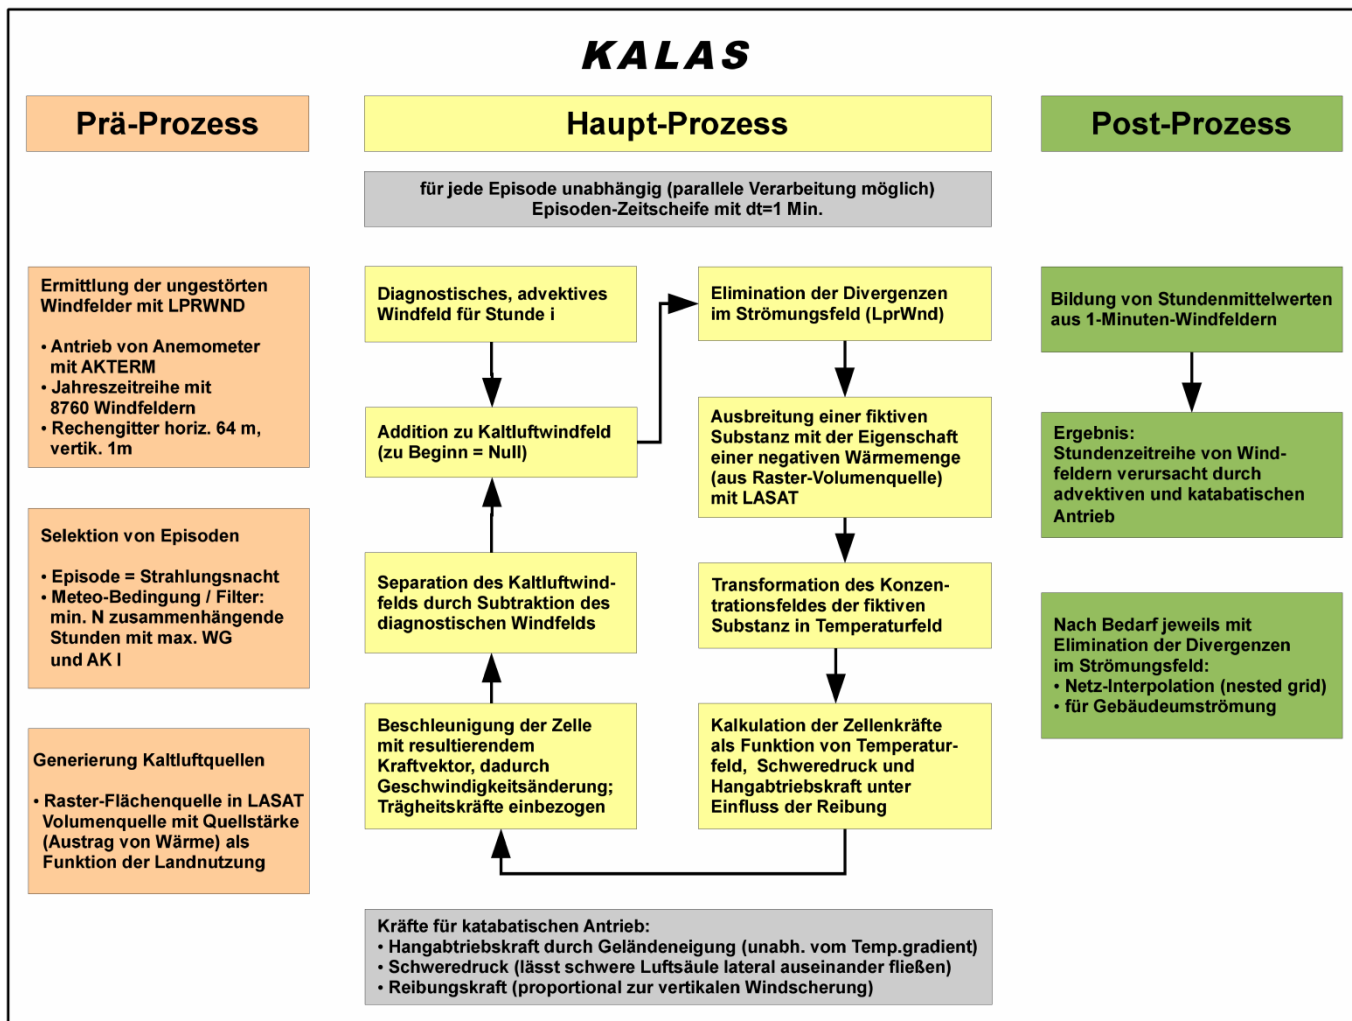 KALAS
Prä-Prozess
Haupt-Prozess
Post-Prozess
für jede Episode unabhängig (parallele Verarbeitung möglich)
Episoden-Zeitscheife mit dt=1 Min.
Ermittlung der ungestörten
Windfelder mit LPRWND
• Antrieb von Anemometer
mit AKTERM
• Jahreszeitreihe mit
8760 Windfeldern
• Rechengitter horiz. 64 m,
vertik. 1m
Selektion von Episoden
• Episode = Strahlungsnacht
• Meteo-Bedingung / Filter:
min. N zusammenhängende
Stunden mit max. WG
und AK I
Generierung Kaltluftquellen
• Raster-Flächenquelle in LASAT
Volumenquelle mit Quellstärke
(Austrag von Wärme) als
Funktion der Landnutzung
Diagnostisches, advektives
Windfeld für Stunde i
Addition zu Kaltluftwindfeld
(zu Beginn = Null)
Separation des Kaltluftwind-
felds durch Subtraktion des
diagnostischen Windfelds
Beschleunigung der Zelle
mit resultierendem
Kraftvektor, dadurch
Geschwindigkeitsänderung;
Trägheitskräfte einbezogen
Elimination der Divergenzen
im Strömungsfeld (LprWnd)
Ausbreitung einer fiktiven
Substanz mit der Eigenschaft
einer negativen Wärmemenge
(aus Raster-Volumenquelle)
mit LASAT
Transformation des Konzen-
trationsfeldes der fiktiven
Substanz in Temperaturfeld
Kalkulation der Zellenkräfte
als Funktion von Temperatur-
feld, Schweredruck und
Hangabtriebskraft unter
Einfluss der Reibung
Kräfte für katabatischen Antrieb:
• Hangabtriebskraft durch Geländeneigung (unabh. vom Temp.gradient)
• Schweredruck (lässt schwere Luftsäule lateral auseinander fließen)
• Reibungskraft (proportional zur vertikalen Windscherung)
Bildung von Stundenmittelwerten
aus 1-Minuten-Windfeldern
Ergebnis:
Stundenzeitreihe von Wind-
feldern verursacht durch
advektiven und katabatischen
Antrieb
Nach Bedarf jeweils mit
Elimination der Divergenzen
im Strömungsfeld:
• Netz-Interpolation (nested grid)
• für Gebäudeumströmung